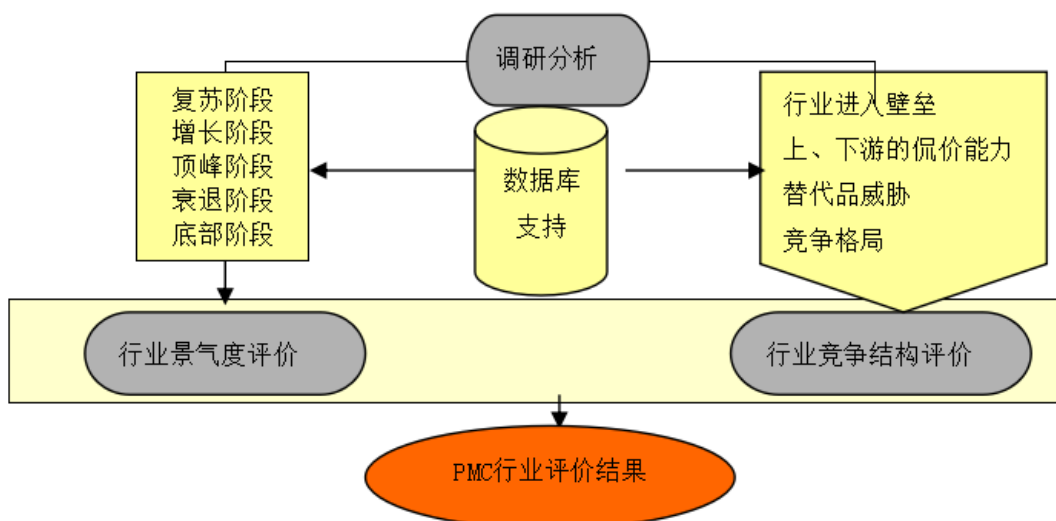 调研分析
复苏阶段
增长阶段
顶峰阶段
衰退阶段
底部阶段
数据库
支持
行业进入壁垒
上、下游的侃价能力
替代品威胁
竞争格局
行业景气度评价
行业竞争结构评价
PMC行业评价结果